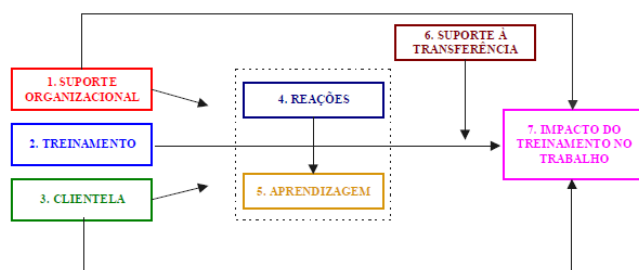 6. SUPORTE À
TRANSFERÊNCIA
1. SUPORTE
ORGANIZACIONAL
4. REAÇÕES
2. TREINAMENTO
7. IMPACTO DO
TREINAMENTO NO
TRABALHO
3. CLIENTELA
5. APRENDIZAGEM